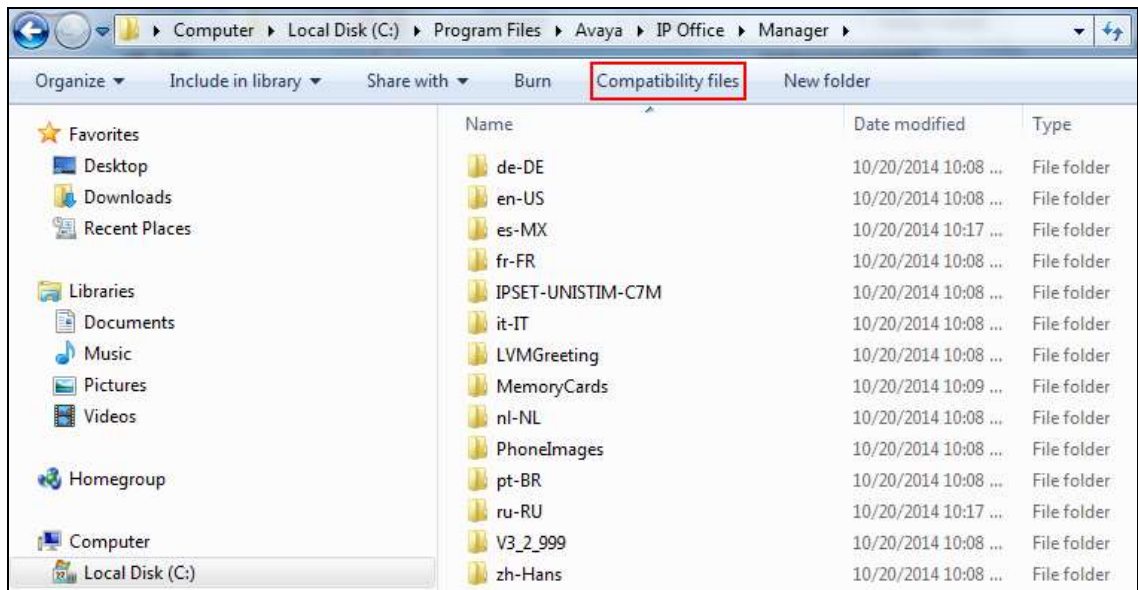 Computer Local Disk (C:) Program Files Avaya IP Office Manager
Organize Include in library Share with Burn Compatibility files New folder
Favorites
Desktop
Downloads
Recent Places
Libraries
Documents
Music
Pictures
Videos
Homegroup
Computer
Local Disk (C:)
Name Date modified Type
de-DE 10/20/2014 10:08 ... File folder
en-US 10/20/2014 10:08 ... File folder
es-MX 10/20/2014 10:17 ... File folder
fr-FR 10/20/2014 10:08 ... File folder
IPSET-UNISTIM-C7M 10/20/2014 10:08 ... File folder
it-IT 10/20/2014 10:08 ... File folder
LVMGreeting 10/20/2014 10:08 ... File folder
MemoryCards 10/20/2014 10:09 ... File folder
nl-NL 10/20/2014 10:08 ... File folder
PhoneImages 10/20/2014 10:08 ... File folder
pt-BR 10/20/2014 10:08 ... File folder
ru-RU 10/20/2014 10:17 ... File folder
V3_2_999 10/20/2014 10:08 ... File folder
zh-Hans 10/20/2014 10:08 ... File folder